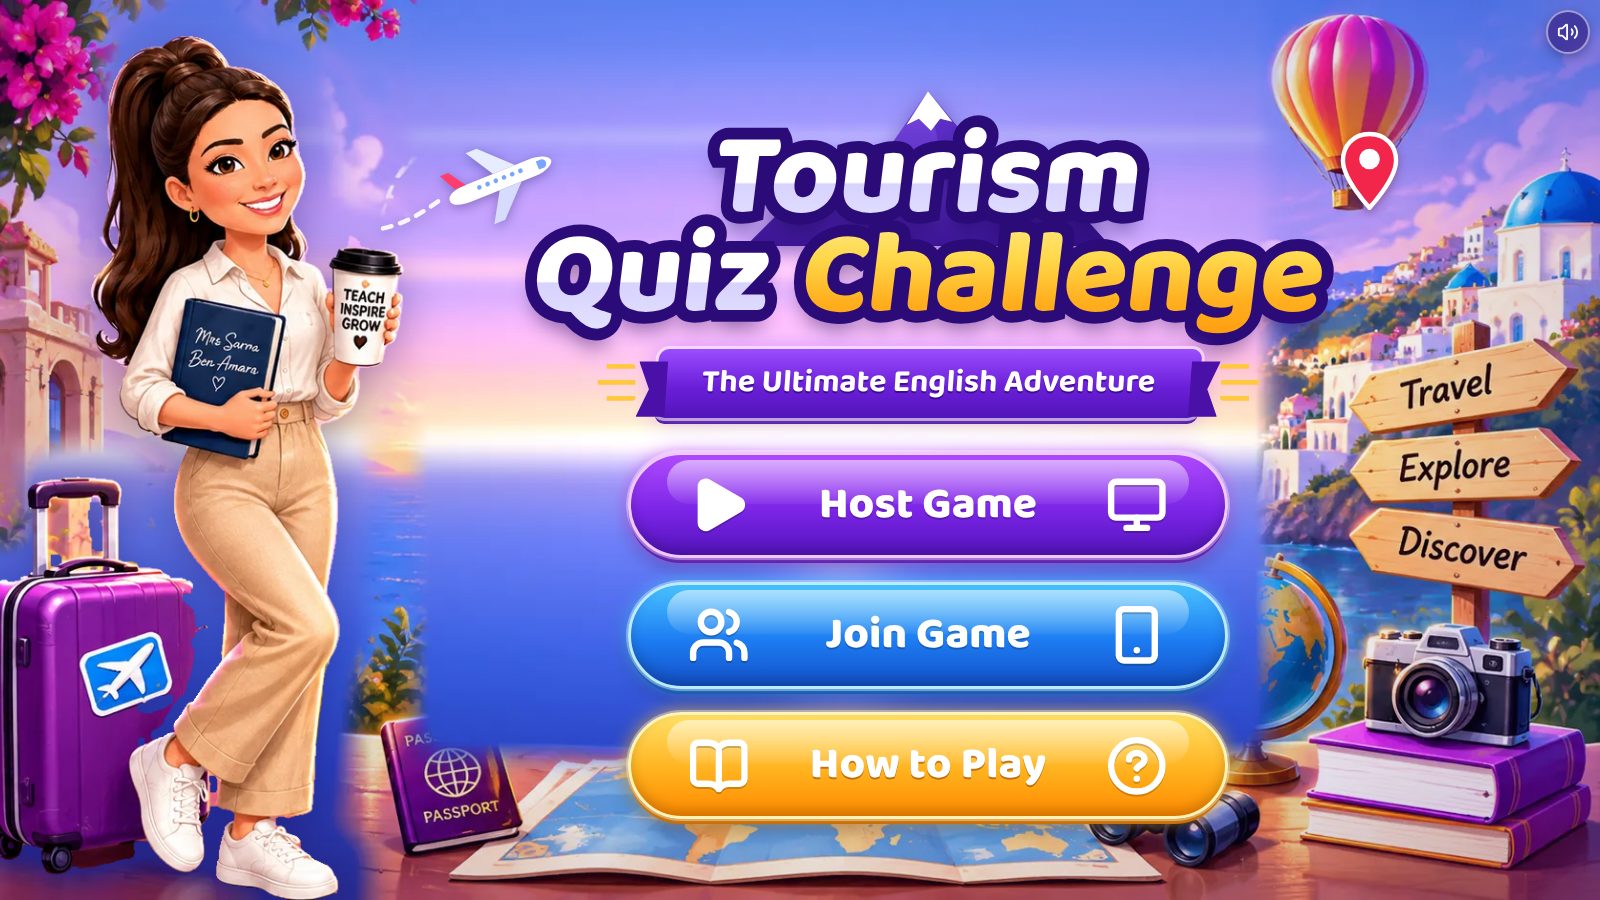 Tourism
Quiz Challenge
The Ultimate English Adventure
TEACH
INSPIRE
GROW
Mrs Sarra
Ben Amara
Host Game
Join Game
How to Play
Travel
Explore
Discover
PAS
PASSPORT